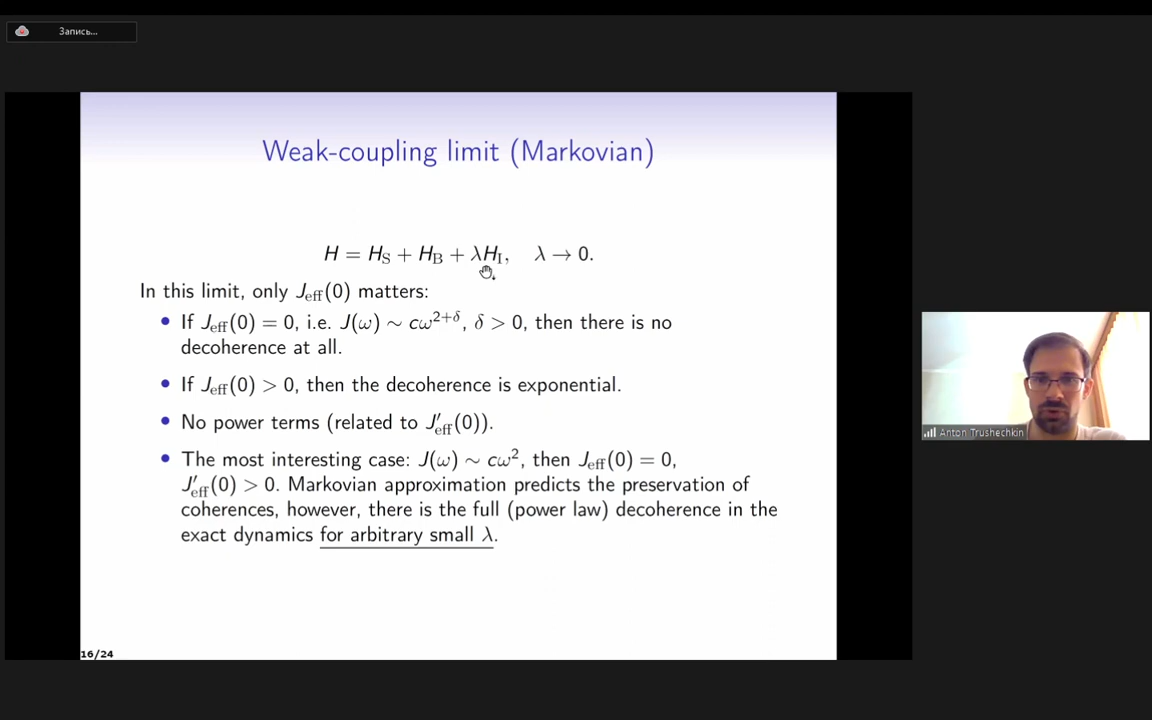 Запись...
Weak-coupling limit (Markovian)
H = H_S + H_B + λH_I, λ → 0.
In this limit, only J_eff(0) matters:
• If J_eff(0) = 0, i.e. J(ω) ∼ cω^{2+δ}, δ > 0, then there is no
decoherence at all.
• If J_eff(0) > 0, then the decoherence is exponential.
• No power terms (related to J′_eff(0)).
• The most interesting case: J(ω) ∼ cω², then J_eff(0) = 0,
J′_eff(0) > 0. Markovian approximation predicts the preservation of
coherences, however, there is the full (power law) decoherence in the
exact dynamics for arbitrary small λ.
16/24
Anton Trushechkin